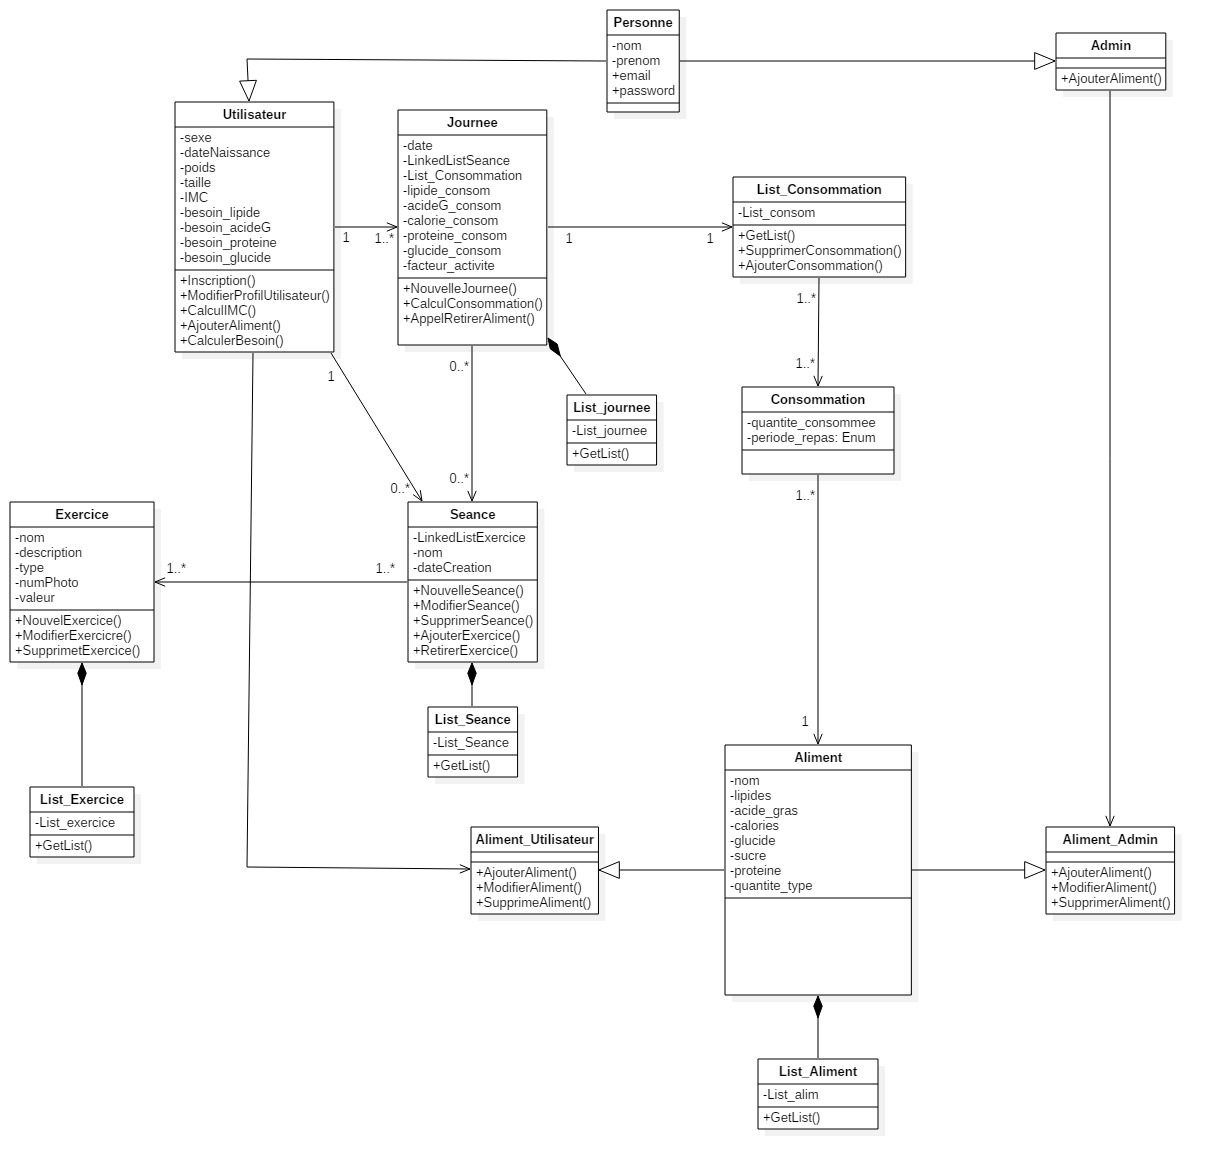 Personne
-nom
-prenom
+email
+password
Admin
+AjouterAliment()
Utilisateur
-sexe
-dateNaissance
-poids
-taille
-IMC
-besoin_lipide
-besoin_acideG
-besoin_proteine
-besoin_glucide
+Inscription()
+ModifierProfilUtilisateur()
+CalculIMC()
+AjouterAliment()
+CalculerBesoin()
1
1..*
Journee
-date
-LinkedListSeance
-List_Consommation
-lipide_consom
-acideG_consom
-calorie_consom
-proteine_consom
-glucide_consom
-facteur_activite
+NouvelleJournee()
+CalculConsommation()
+AppelRetirerAliment()
1
1
List_Consommation
-List_consom
+GetList()
+SupprimerConsommation()
+AjouterConsommation()
1..*
1..*
1
0..*
0..*
0..*
List_journee
-List_journee
+GetList()
Consommation
-quantite_consommee
-periode_repas: Enum
1..*
1
Exercice
-nom
-description
-type
-numPhoto
-valeur
+NouvelExercice()
+ModifierExercicre()
+SupprimetExercice()
1..*
1..*
Seance
-LinkedListExercice
-nom
-dateCreation
+NouvelleSeance()
+ModifierSeance()
+SupprimerSeance()
+AjouterExercice()
+RetirerExercice()
List_Seance
-List_Seance
+GetList()
List_Exercice
-List_exercice
+GetList()
Aliment_Utilisateur
+AjouterAliment()
+ModifierAliment()
+SupprimeAliment()
Aliment
-nom
-lipides
-acide_gras
-calories
-glucide
-sucre
-proteine
-quantite_type
Aliment_Admin
+AjouterAliment()
+ModifierAliment()
+SupprimerAliment()
List_Aliment
-List_alim
+GetList()